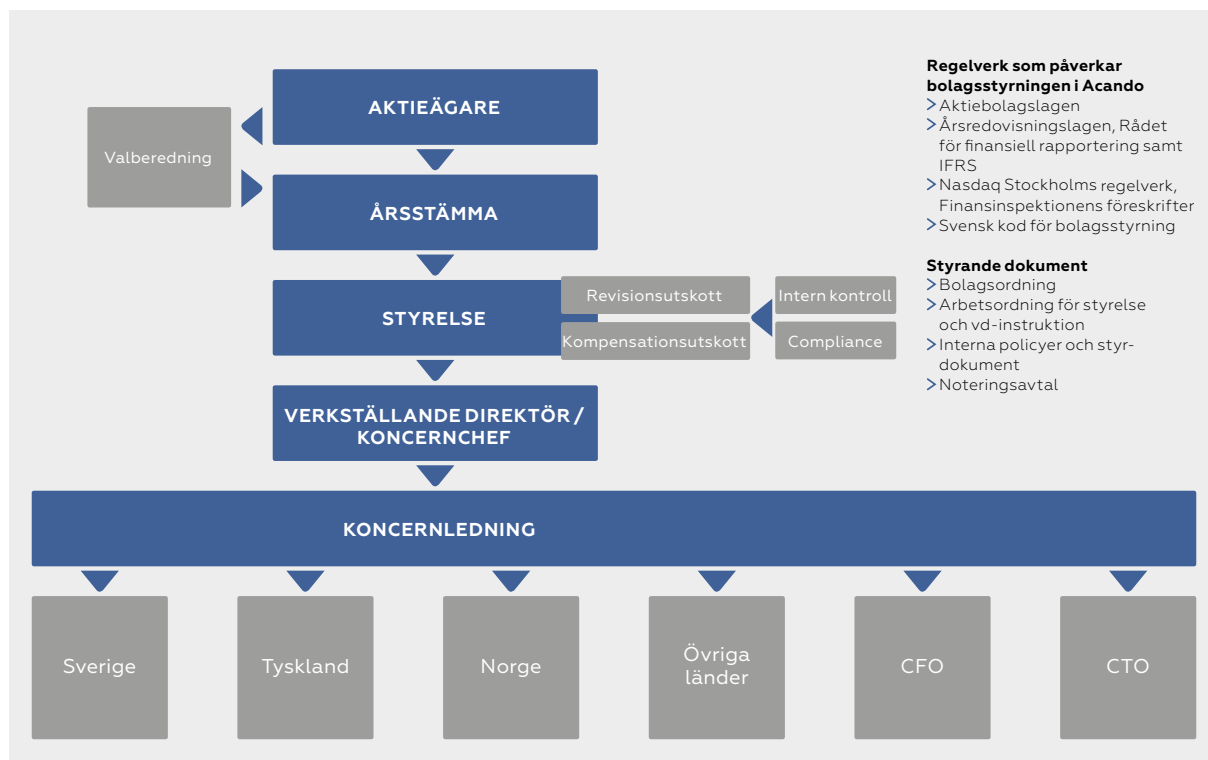 AKTIEÄGARE
Valberedning
ÅRSSTÄMMA
STYRELSE
Revisionsutskott
Intern kontroll
Kompensationsutskott
Compliance
VERKSTÄLLANDE DIREKTÖR /
KONCERNCHEF
KONCERNLEDNING
Sverige
Tyskland
Norge
Övriga
länder
CFO
CTO
Regelverk som påverkar
bolagsstyrningen i Acando
> Aktiebolagslagen
> Årsredovisningslagen, Rådet
för finansiell rapportering samt
IFRS
> Nasdaq Stockholms regelverk,
Finansinspektionens föreskrifter
> Svensk kod för bolagsstyrning
Styrande dokument
> Bolagsordning
> Arbetsordning för styrelse
och vd-instruktion
> Interna policyer och styr-
dokument
> Noteringsavtal